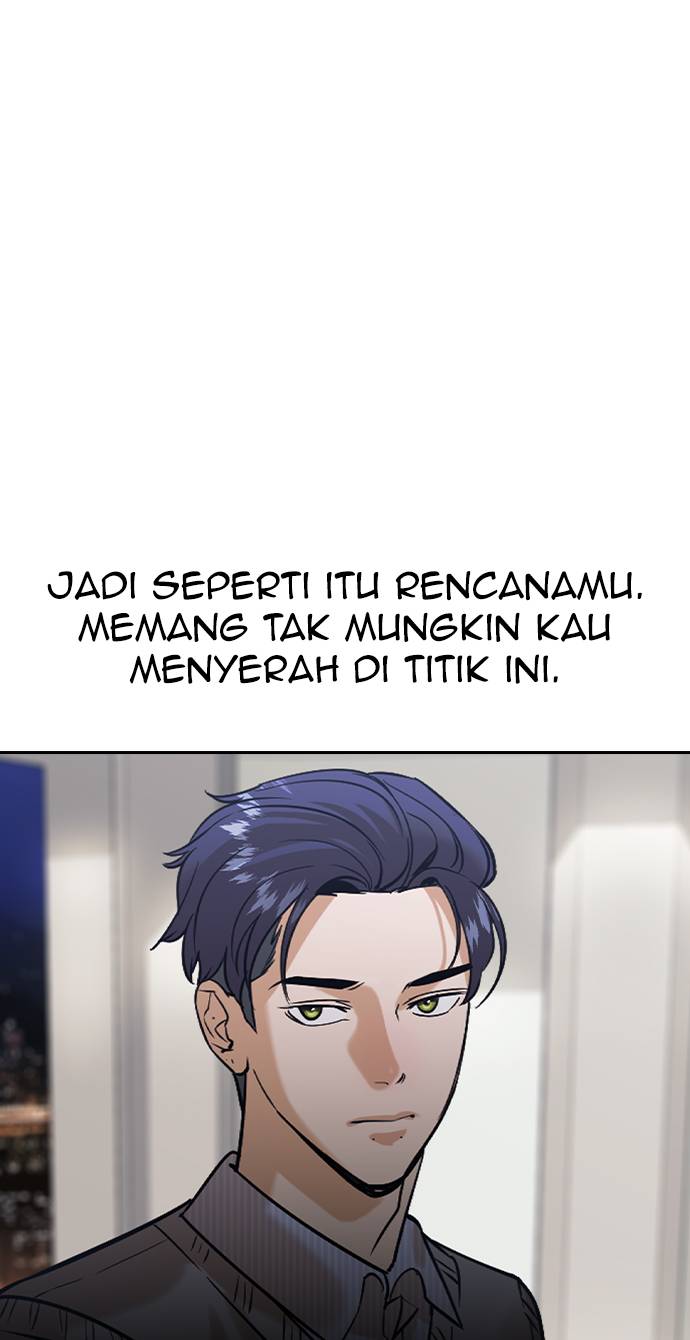 JADI SEPERTI ITU RENCANAMU.
MEMANG TAK MUNGKIN KAU
MENYERAH DI TITIK INI.